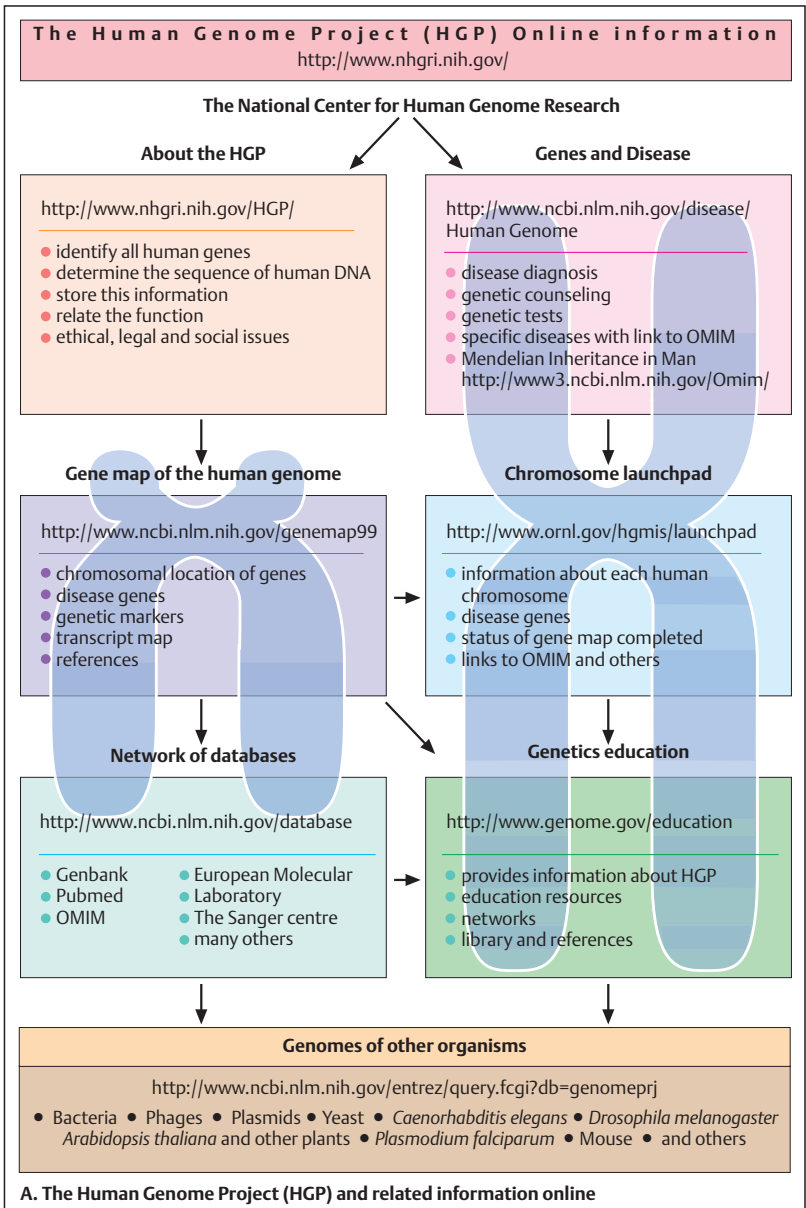 The Human Genome Project (HGP) Online information
http://www.nhgri.nih.gov/
The National Center for Human Genome Research
About the HGP
http://www.nhgri.nih.gov/HGP/
● identify all human genes
● determine the sequence of human DNA
● store this information
● relate the function
● ethical, legal and social issues
Genes and Disease
http://www.ncbi.nlm.nih.gov/disease/
Human Genome
● disease diagnosis
● genetic counseling
● genetic tests
● specific diseases with link to OMIM
● Mendelian Inheritance in Man
http://www3.ncbi.nlm.nih.gov/Omim/
Gene map of the human genome
http://www.ncbi.nlm.nih.gov/genemap99
● chromosomal location of genes
● disease genes
● genetic markers
● transcript map
● references
Chromosome launchpad
http://www.ornl.gov/hgmis/launchpad
● information about each human
chromosome
● disease genes
● status of gene map completed
● links to OMIM and others
Network of databases
http://www.ncbi.nlm.nih.gov/database
● Genbank
● Pubmed
● OMIM
● European Molecular
● Laboratory
● The Sanger centre
● many others
Genetics education
http://www.genome.gov/education
● provides information about HGP
● education resources
● networks
● library and references
Genomes of other organisms
http://www.ncbi.nlm.nih.gov/entrez/query.fcgi?db=genomeprj
● Bacteria ● Phages ● Plasmids ● Yeast ● Caenorhabditis elegans ● Drosophila melanogaster
Arabidopsis thaliana and other plants ● Plasmodium falciparum ● Mouse ● and others
A. The Human Genome Project (HGP) and related information online